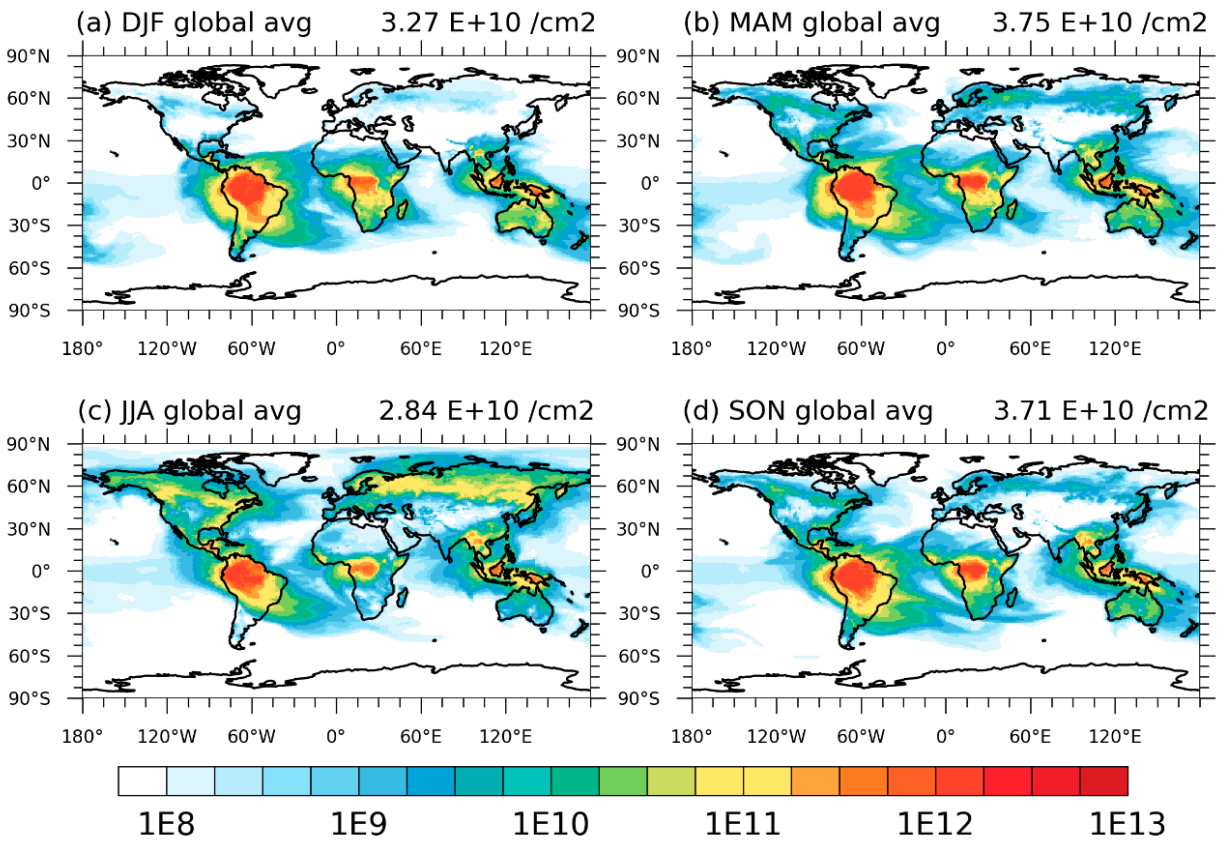 (a) DJF global avg 3.27 E+10 /cm2
90°N
60°N
30°N
0°
30°S
60°S
90°S
180° 120°W 60°W 0° 60°E 120°E
(b) MAM global avg 3.75 E+10 /cm2
90°N
60°N
30°N
0°
30°S
60°S
90°S
180° 120°W 60°W 0° 60°E 120°E
(c) JJA global avg 2.84 E+10 /cm2
90°N
60°N
30°N
0°
30°S
60°S
90°S
180° 120°W 60°W 0° 60°E 120°E
(d) SON global avg 3.71 E+10 /cm2
90°N
60°N
30°N
0°
30°S
60°S
90°S
180° 120°W 60°W 0° 60°E 120°E
1E8 1E9 1E10 1E11 1E12 1E13